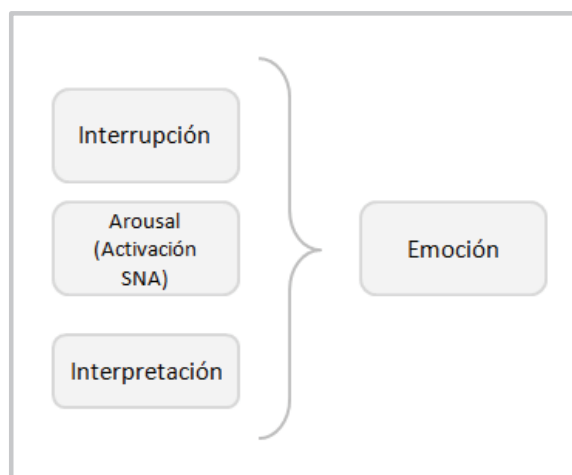 Interrupción
Arousal
(Activación
SNA)
Interpretación
Emoción